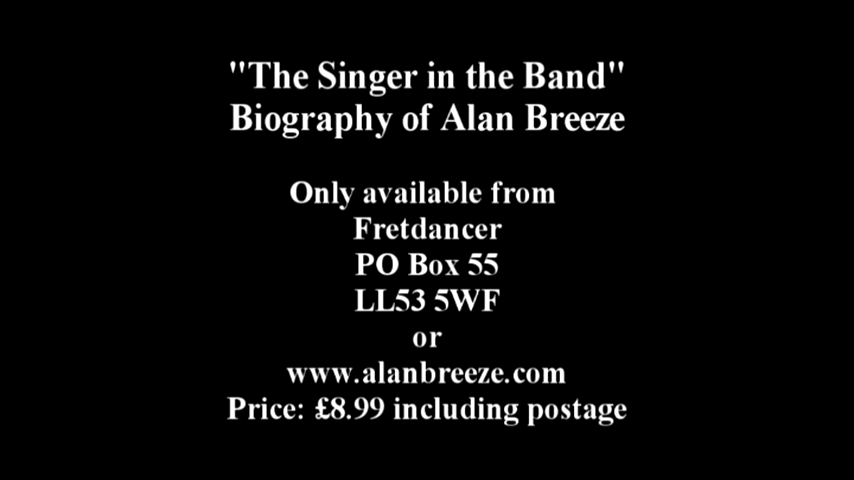 "The Singer in the Band"
Biography of Alan Breeze
Only available from
Fretdancer
PO Box 55
LL53 5WF
or
www.alanbreeze.com
Price: £8.99 including postage